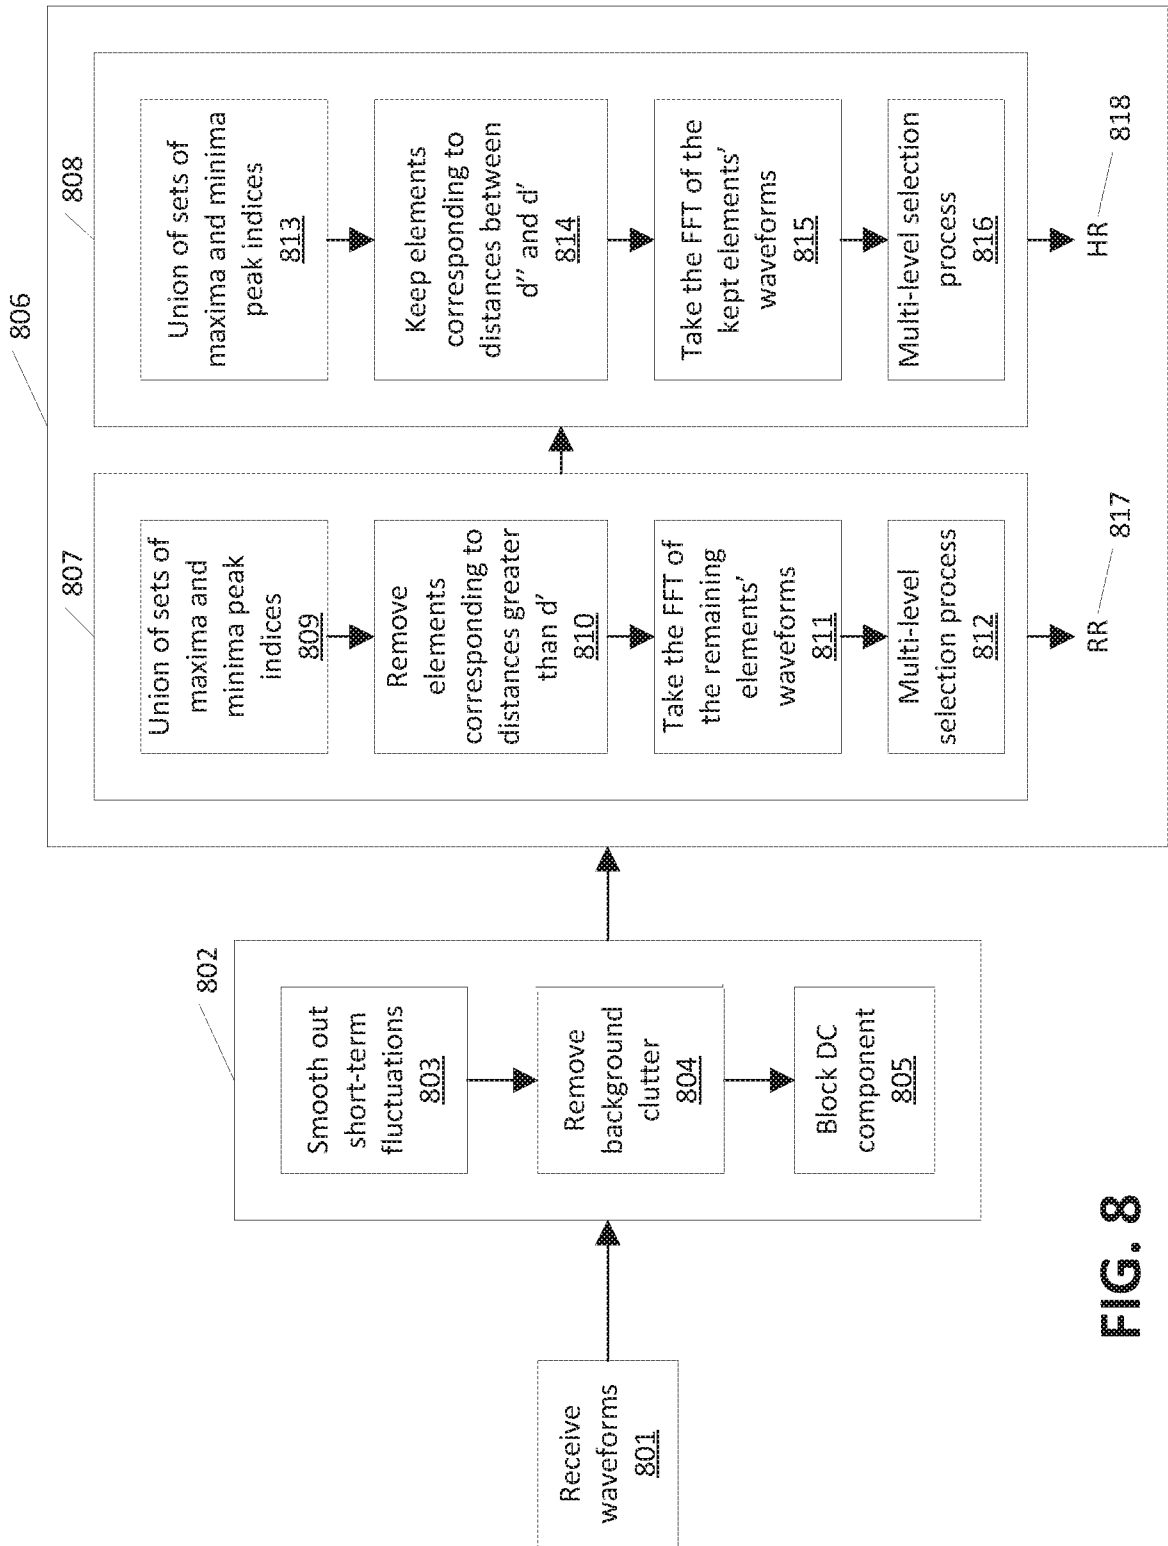 Receive
waveforms
801
802
Smooth out
short-term
fluctuations
803
Remove
background
clutter
804
Block DC
component
805
806
807
Union of sets of
maxima and
minima peak
indices
809
Remove
elements
corresponding to
distances greater
than d'
810
Take the FFT of
the remaining
elements'
waveforms
811
Multi-level
selection process
812
RR
817
808
Union of sets of
maxima and minima
peak indices
813
Keep elements
corresponding to
distances between
d'' and d'
814
Take the FFT of the
kept elements'
waveforms
815
Multi-level selection
process
816
HR
818
FIG. 8